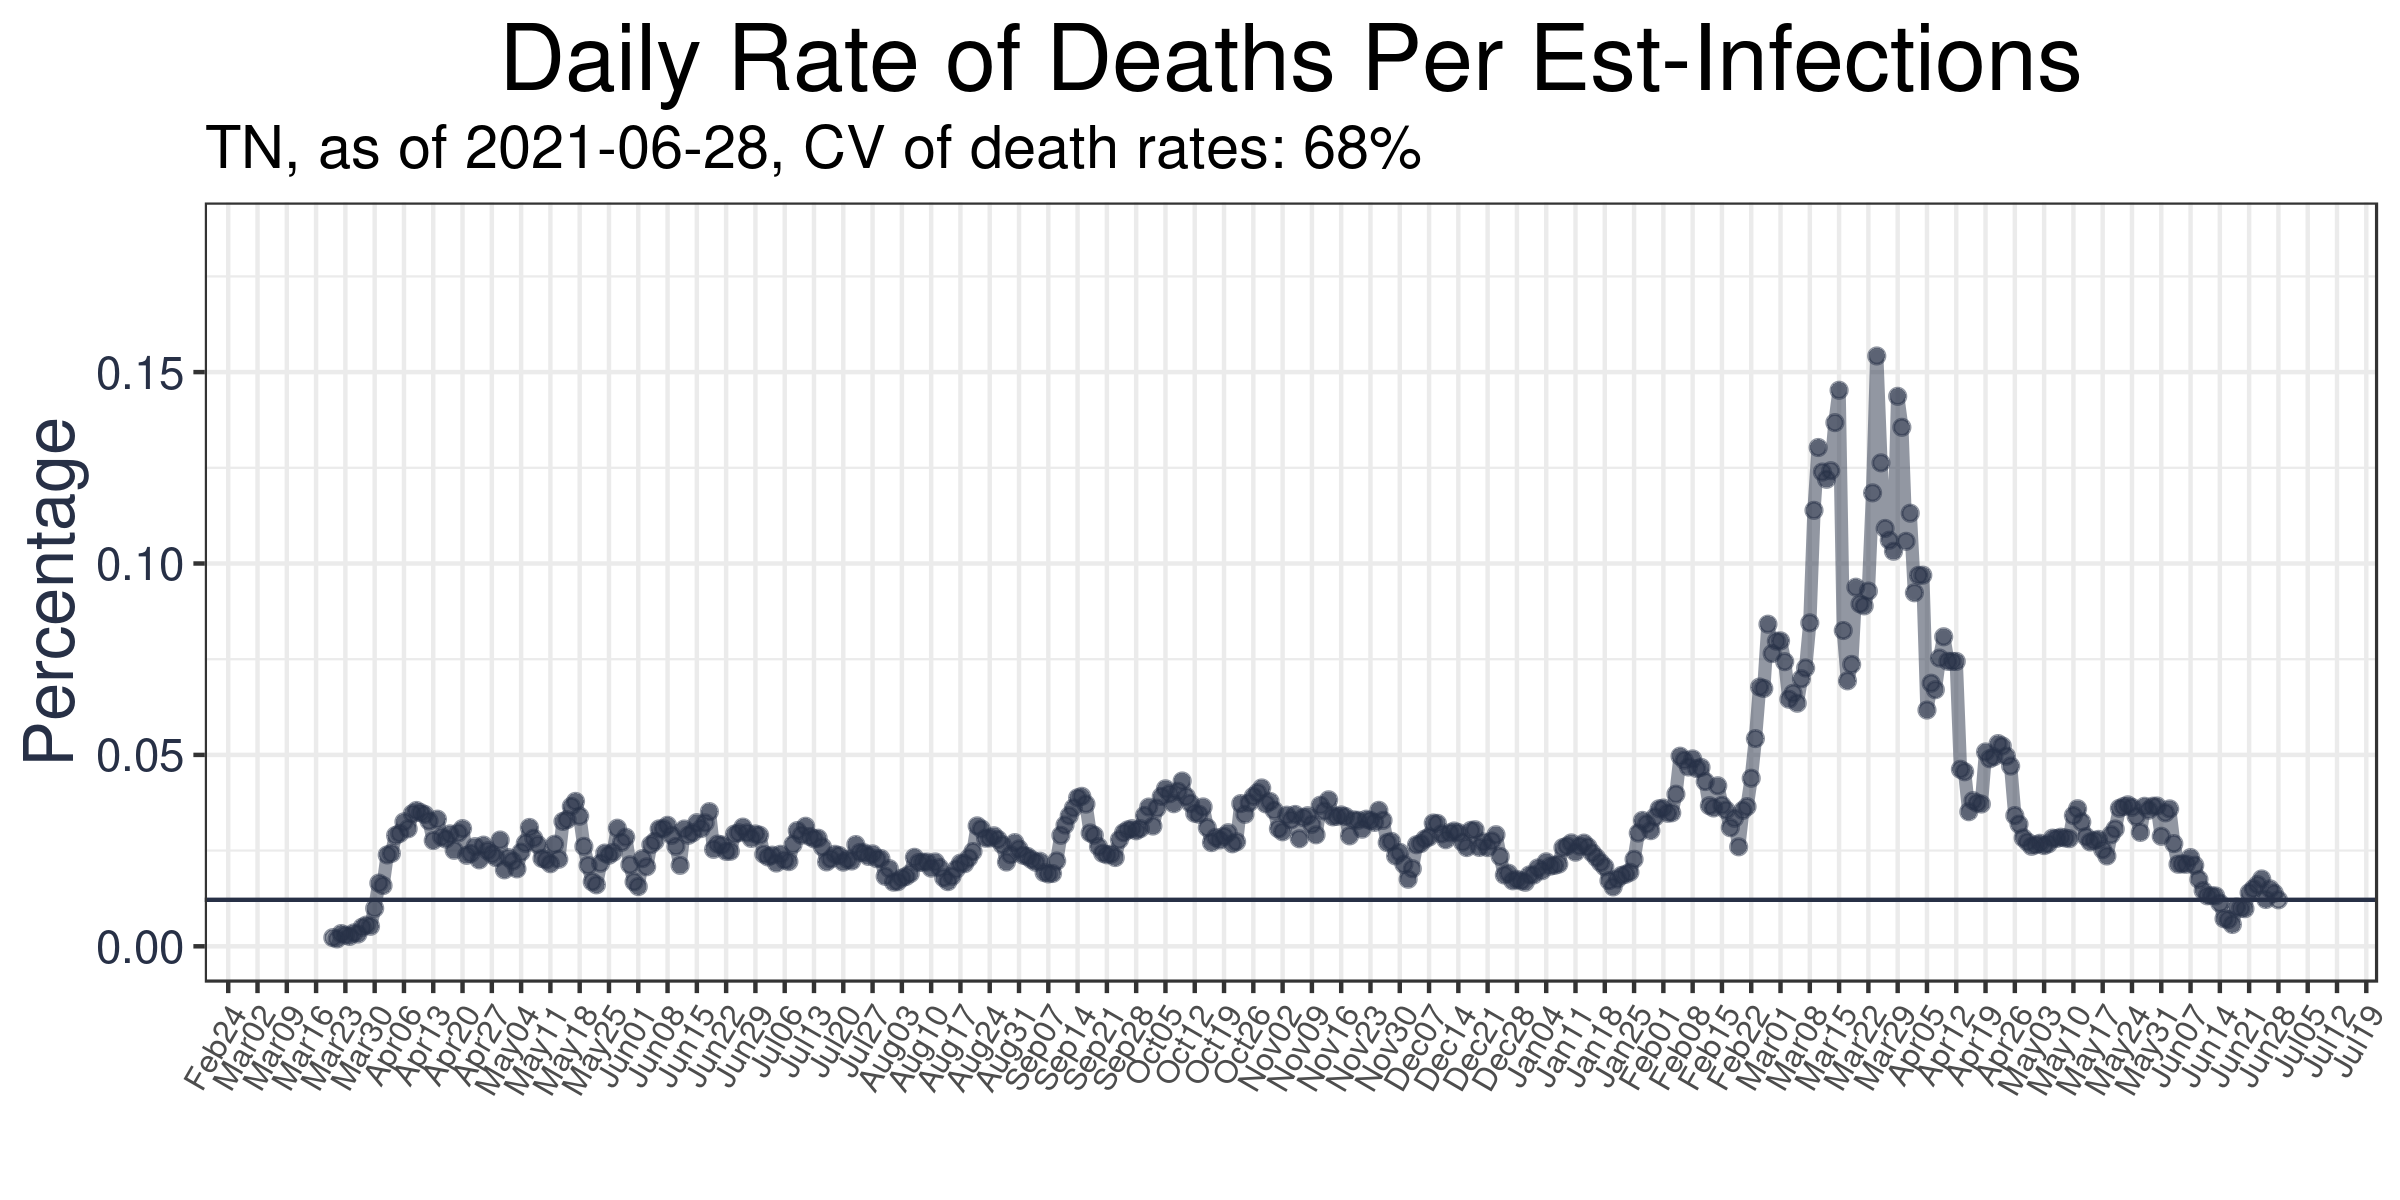 Daily Rate of Deaths Per Est-Infections
TN, as of 2021-06-28, CV of death rates: 68%
Percentage
0.15
0.10
0.05
0.00
Feb24 Mar02 Mar09 Mar16 Mar23 Mar30 Apr06 Apr13 Apr20 Apr27 May04 May11 May18 May25 Jun01 Jun08 Jun15 Jun22 Jun29 Jul06 Jul13 Jul20 Jul27 Aug03 Aug10 Aug17 Aug24 Aug31 Sep07 Sep14 Sep21 Sep28 Oct05 Oct12 Oct19 Oct26 Nov02 Nov09 Nov16 Nov23 Nov30 Dec07 Dec14 Dec21 Dec28 Jan04 Jan11 Jan18 Jan25 Feb01 Feb08 Feb15 Feb22 Mar01 Mar08 Mar15 Mar22 Mar29 Apr05 Apr12 Apr19 Apr26 May03 May10 May17 May24 May31 Jun07 Jun14 Jun21 Jun28 Jul05 Jul12 Jul19